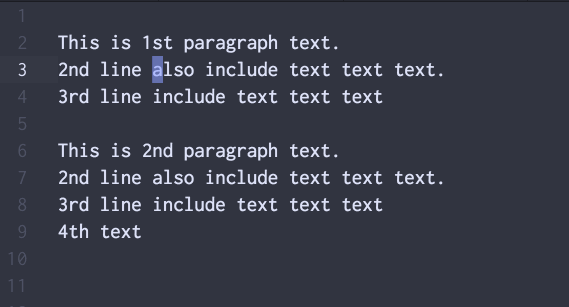 1
2 This is 1st paragraph text.
3 2nd line also include text text text.
4 3rd line include text text text
5
6 This is 2nd paragraph text.
7 2nd line also include text text text.
8 3rd line include text text text
9 4th text
10
11